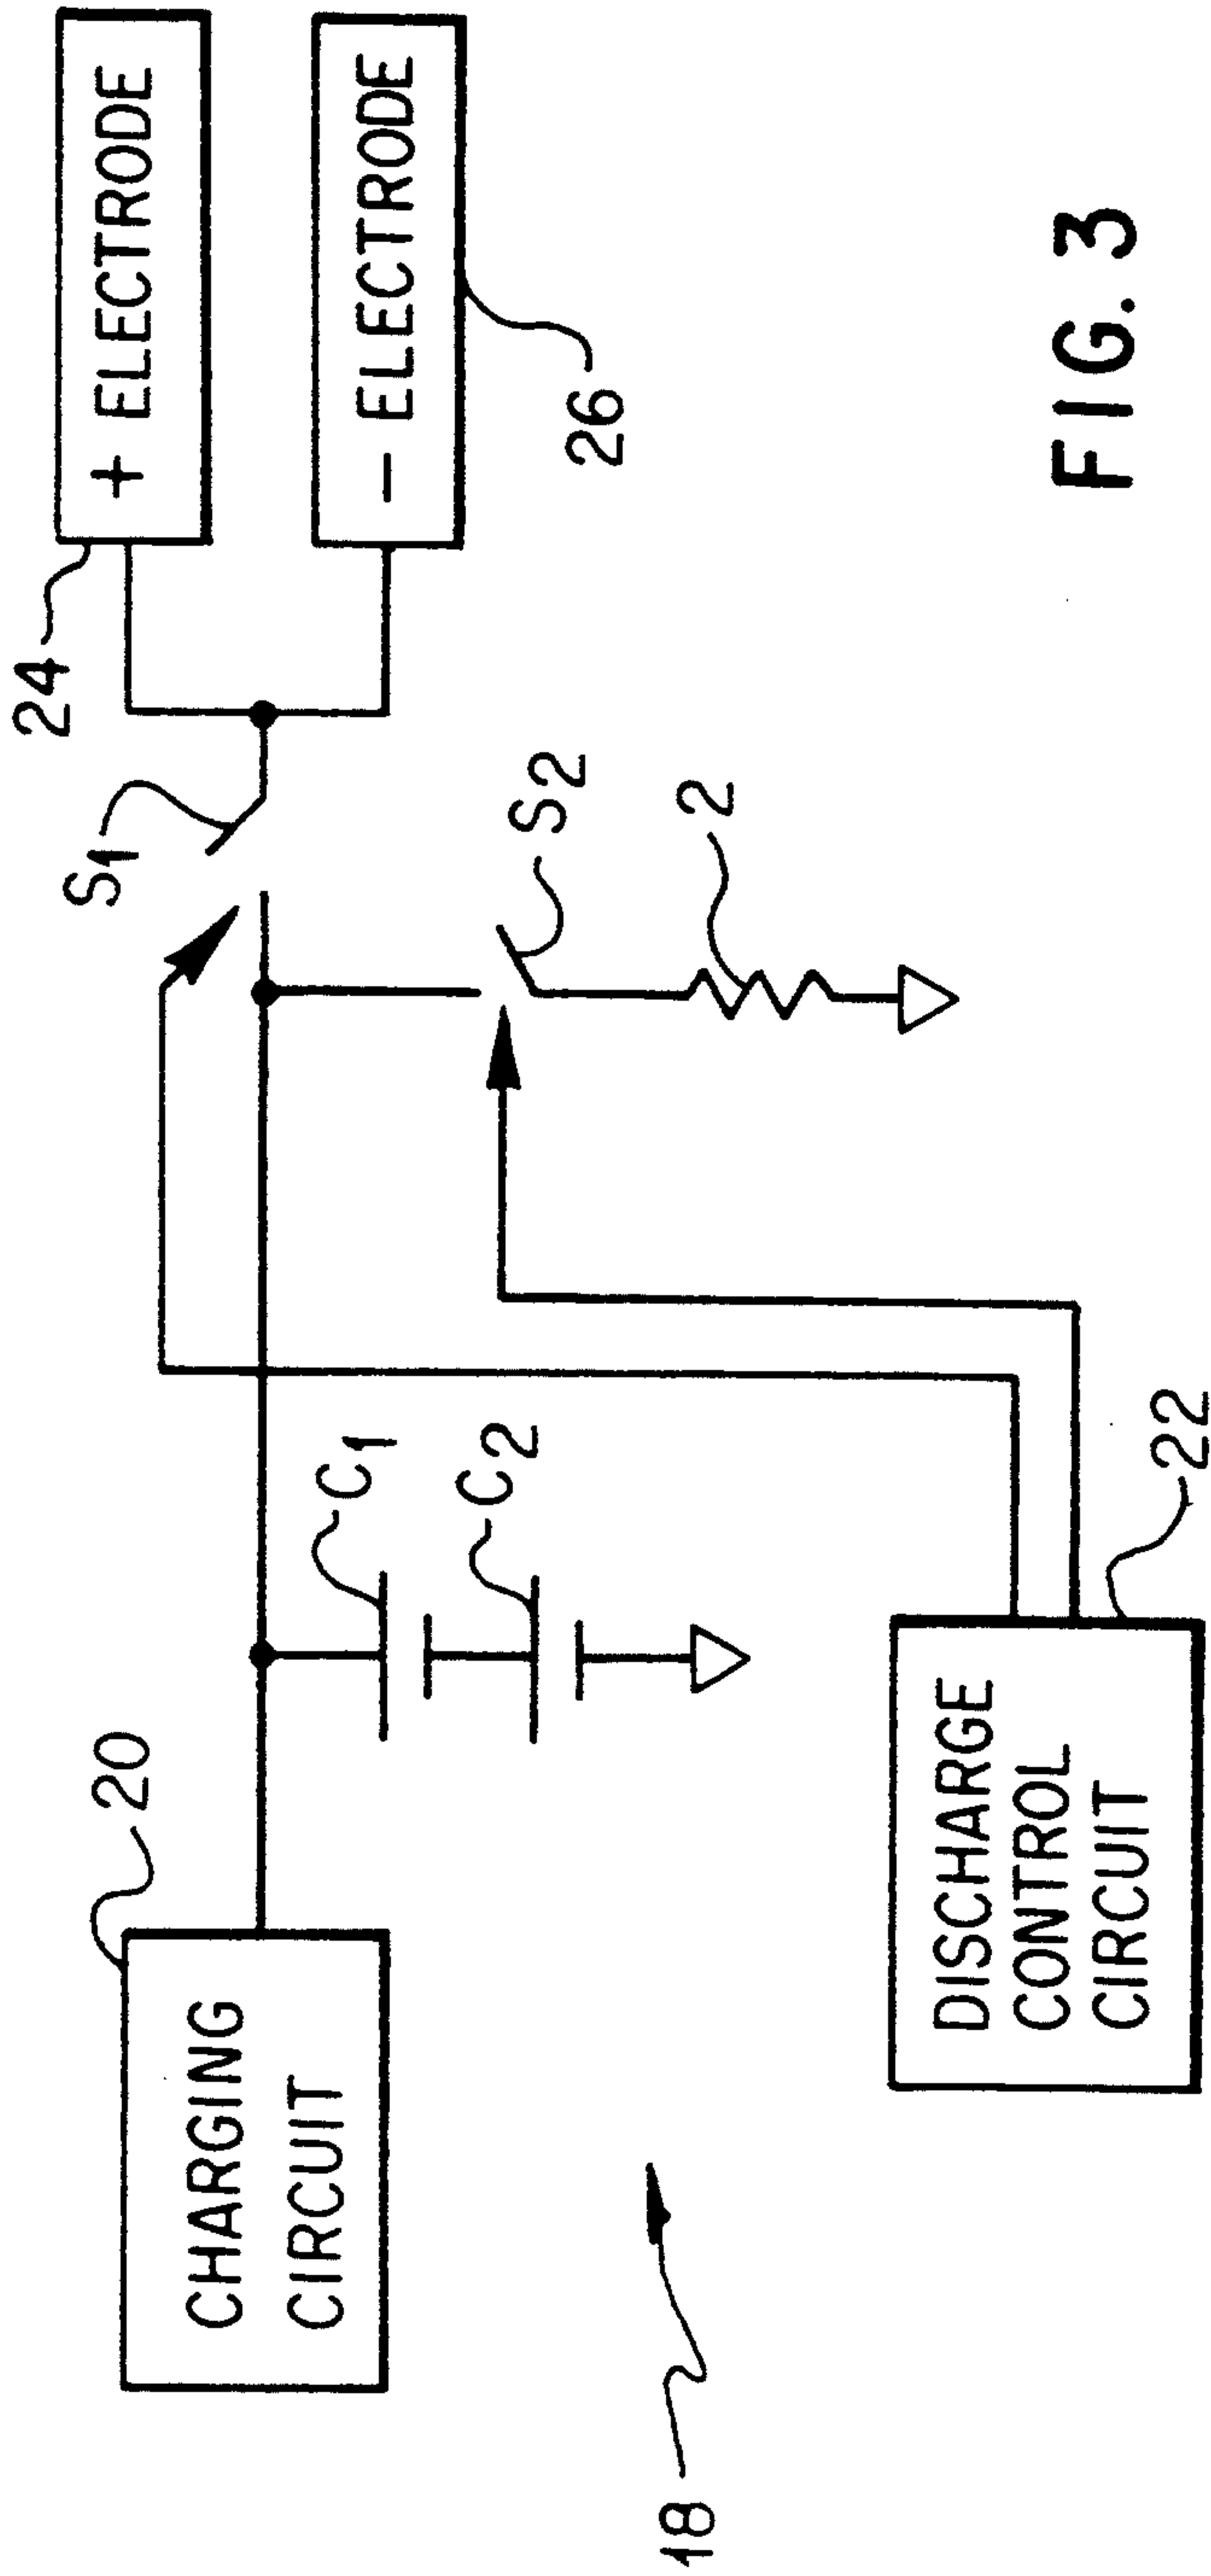 20
CHARGING
CIRCUIT
C1
C2
S1
S2
2
24
+ ELECTRODE
- ELECTRODE
26
18
DISCHARGE
CONTROL
CIRCUIT
22
FIG. 3